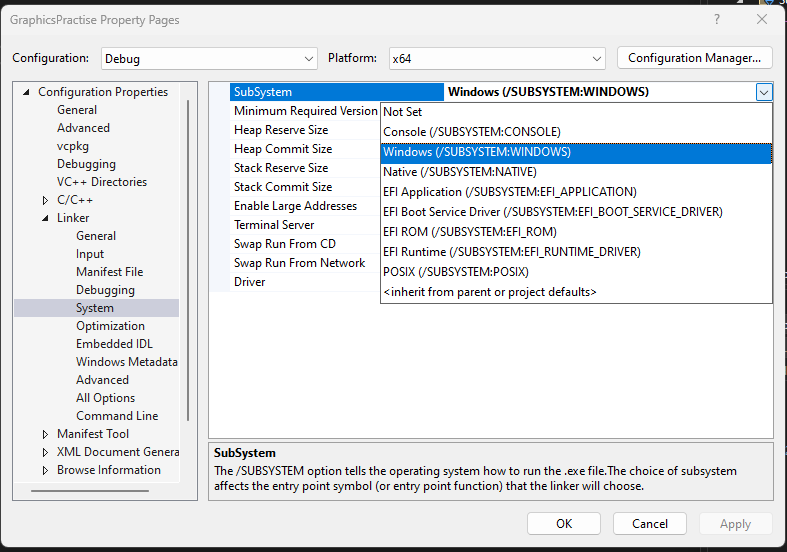 GraphicsPractise Property Pages
?
Configuration:
Debug
Platform:
x64
Configuration Manager...
Configuration Properties
General
Advanced
vcpkg
Debugging
VC++ Directories
C/C++
Linker
General
Input
Manifest File
Debugging
System
Optimization
Embedded IDL
Windows Metadata
Advanced
All Options
Command Line
Manifest Tool
XML Document Genera
Browse Information
SubSystem
Windows (/SUBSYSTEM:WINDOWS)
Minimum Required Version
Heap Reserve Size
Heap Commit Size
Stack Reserve Size
Stack Commit Size
Enable Large Addresses
Terminal Server
Swap Run From CD
Swap Run From Network
Driver
Not Set
Console (/SUBSYSTEM:CONSOLE)
Windows (/SUBSYSTEM:WINDOWS)
Native (/SUBSYSTEM:NATIVE)
EFI Application (/SUBSYSTEM:EFI_APPLICATION)
EFI Boot Service Driver (/SUBSYSTEM:EFI_BOOT_SERVICE_DRIVER)
EFI ROM (/SUBSYSTEM:EFI_ROM)
EFI Runtime (/SUBSYSTEM:EFI_RUNTIME_DRIVER)
POSIX (/SUBSYSTEM:POSIX)
<inherit from parent or project defaults>
SubSystem
The /SUBSYSTEM option tells the operating system how to run the .exe file.The choice of subsystem
affects the entry point symbol (or entry point function) that the linker will choose.
OK
Cancel
Apply